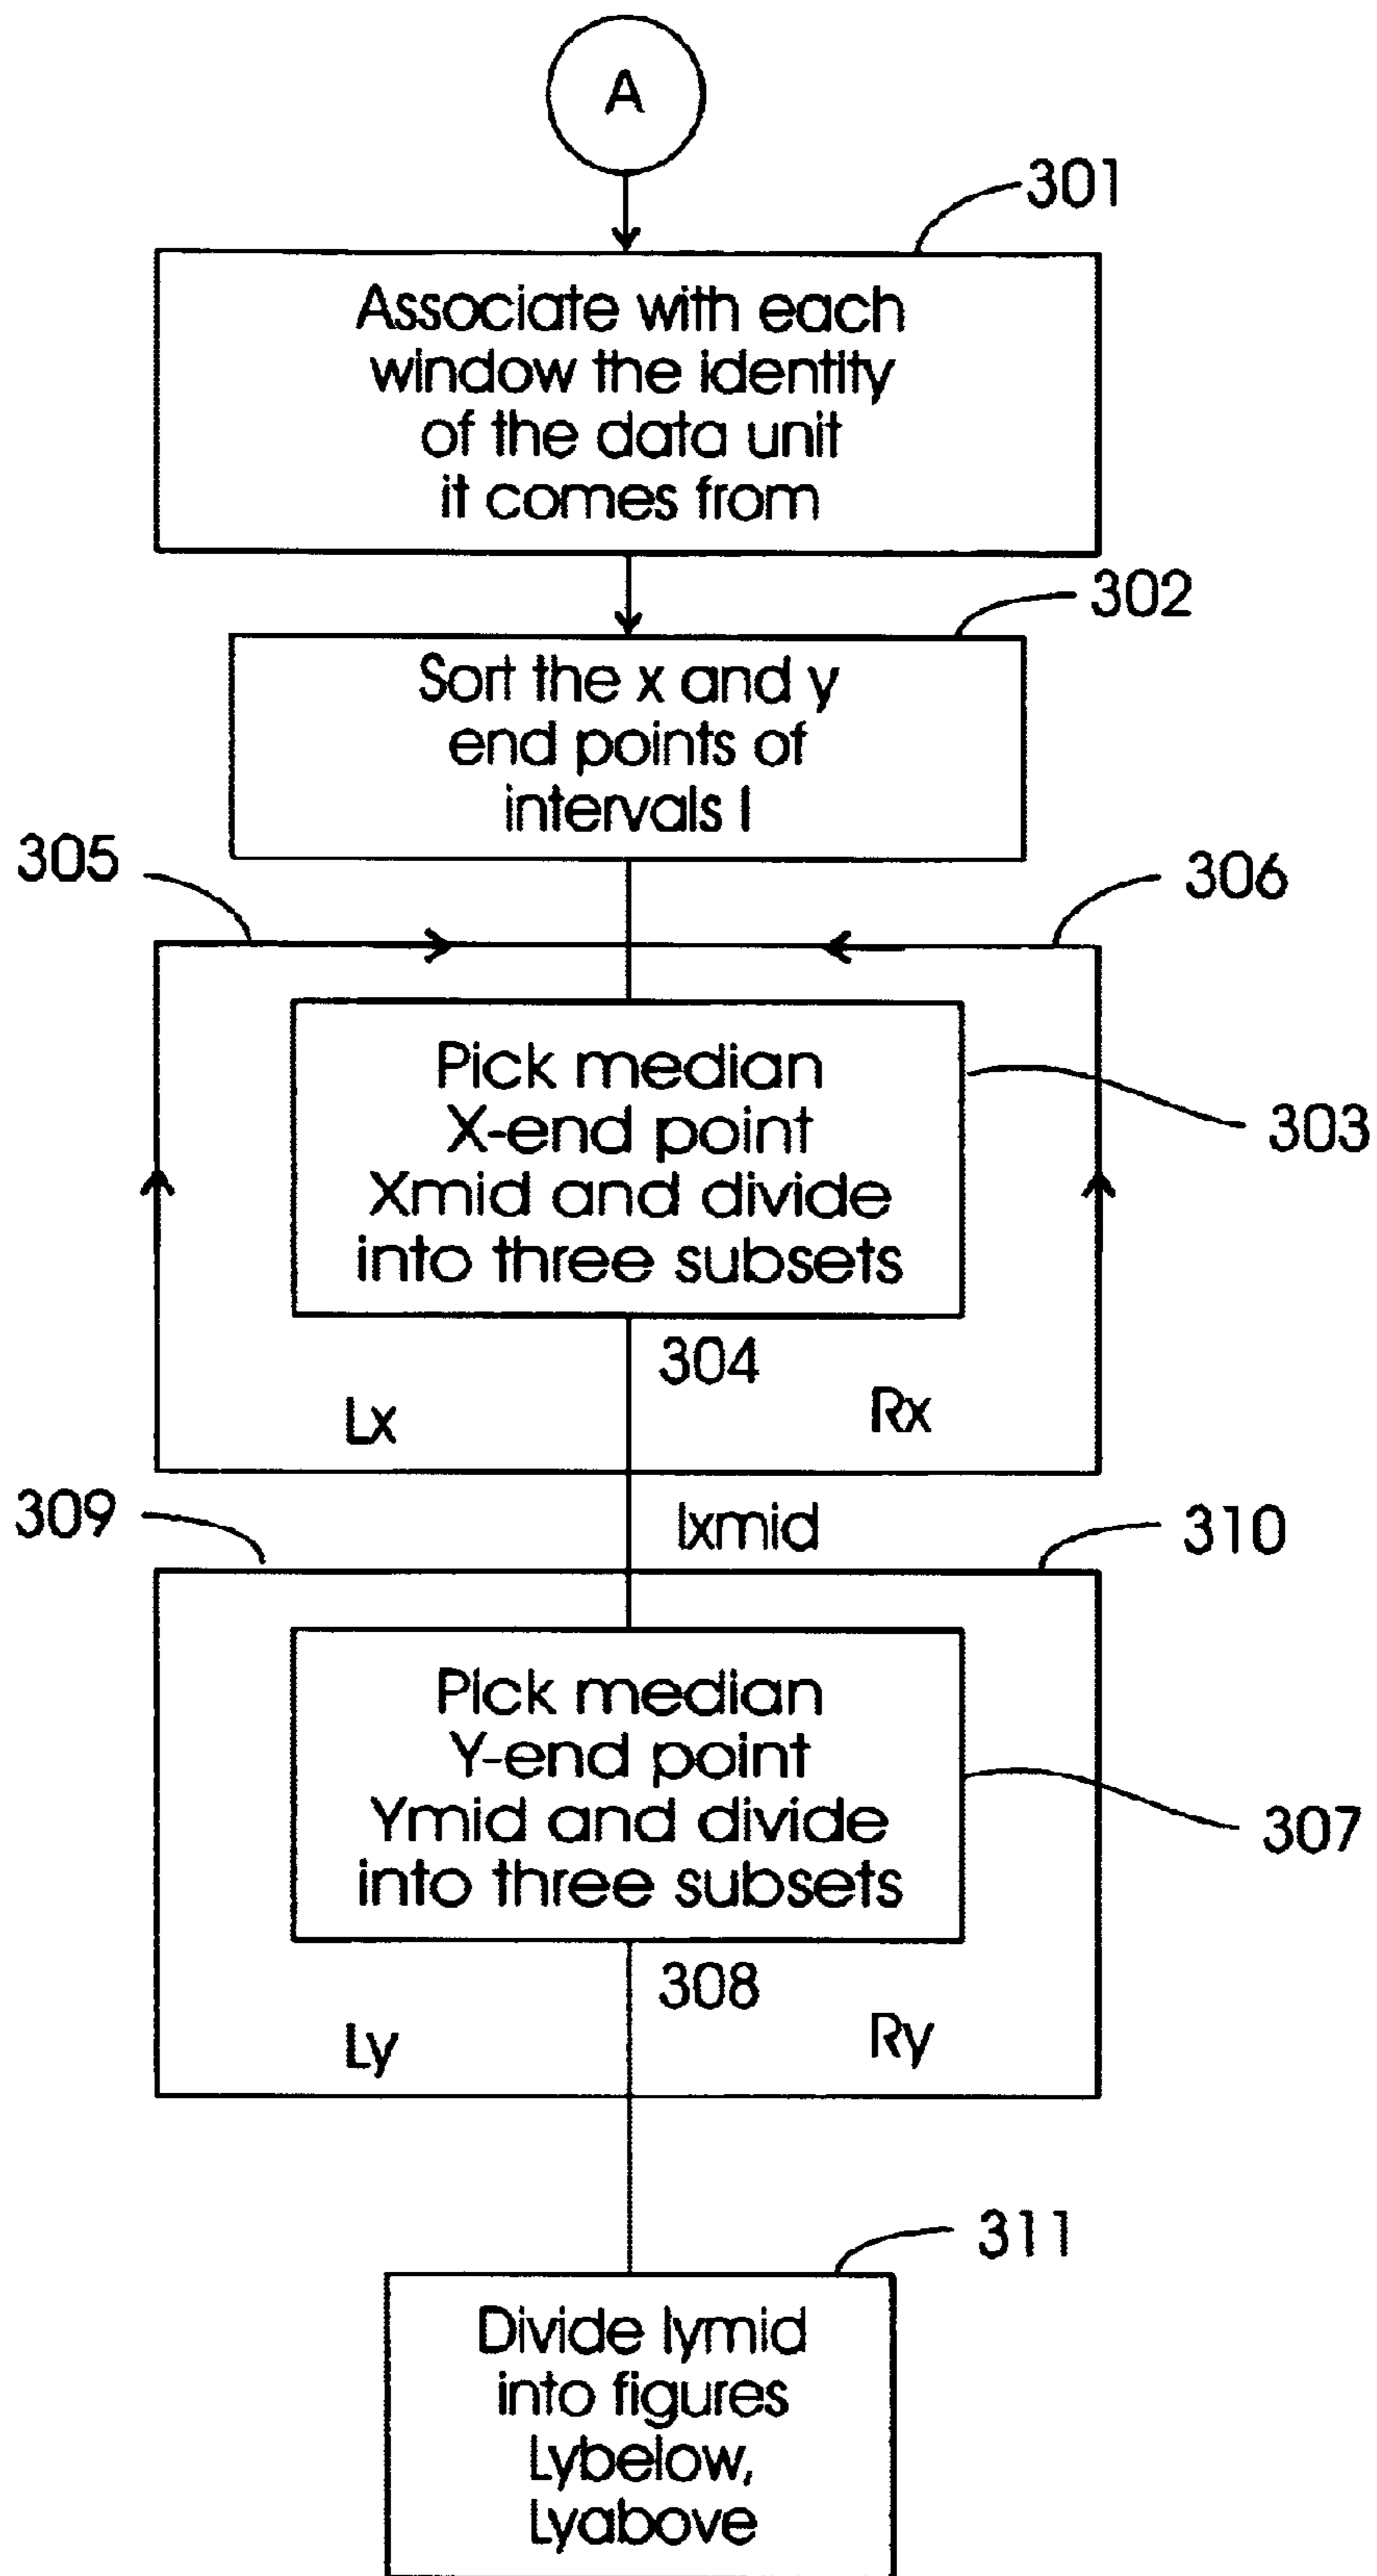 A
301
Associate with each
window the identity
of the data unit
it comes from
302
Sort the x and y
end points of
intervals I
305
306
Pick median
X-end point
Xmid and divide
into three subsets
303
304
Lx
Rx
309
Ixmid
310
Pick median
Y-end point
Ymid and divide
into three subsets
307
308
Ly
Ry
311
Divide Iymid
into figures
Lybelow,
Lyabove